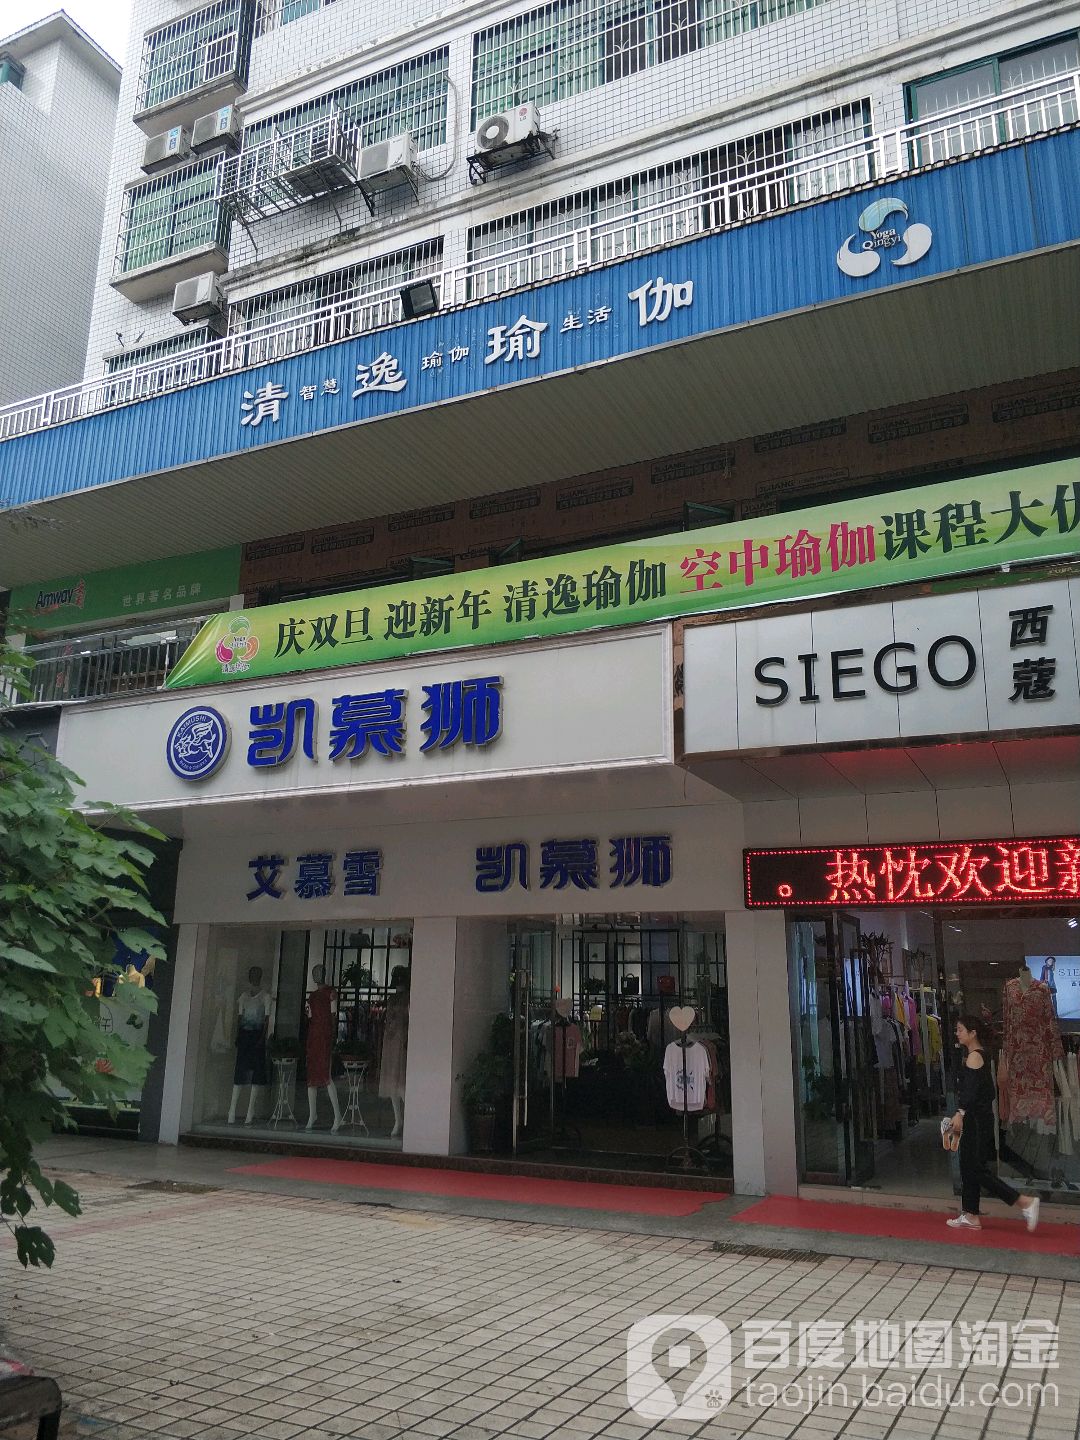 Yoga
Qingyi
清 智慧 逸 瑜伽 瑜 生活 伽
Amway 世界著名品牌
庆双旦 迎新年 清逸瑜伽 空中瑜伽课程大优
凯慕狮
KAIMUSHI
SIEGO 西蔻
艾慕雪 凯慕狮
。热忱欢迎新
百度地图淘金
taojin.baidu.com